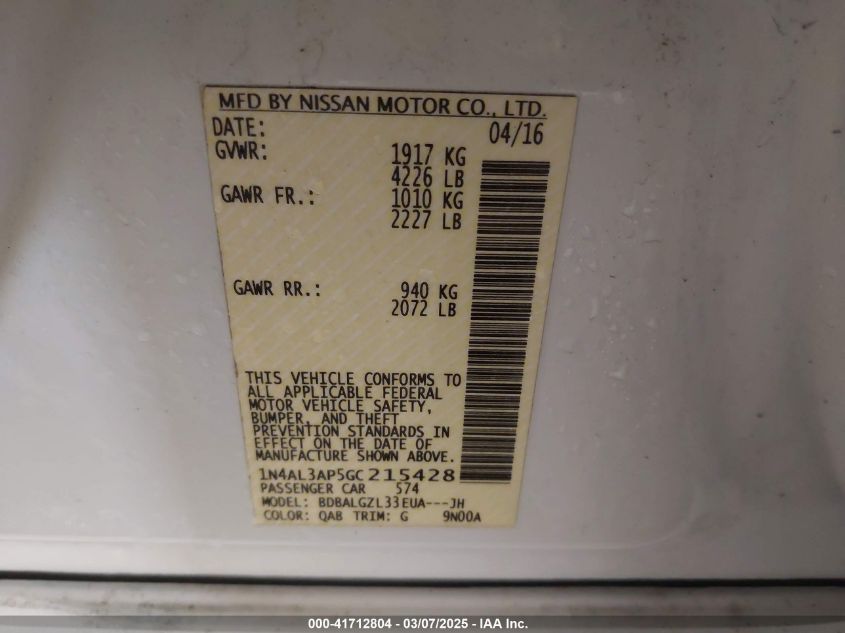 MFD BY NISSAN MOTOR CO., LTD.
DATE: 04/16
GVWR: 1917 KG
4226 LB
GAWR FR.: 1010 KG
2227 LB
GAWR RR.: 940 KG
2072 LB
THIS VEHICLE CONFORMS TO
ALL APPLICABLE FEDERAL
MOTOR VEHICLE SAFETY,
BUMPER, AND THEFT
PREVENTION STANDARDS IN
EFFECT ON THE DATE OF
MANUFACTURE SHOWN ABOVE.
1N4AL3AP5GC215428
PASSENGER CAR 574
MODEL: BDBALGZL33EUA---JH
COLOR: QAB TRIM: G 9N00A
000-41712804 - 03/07/2025 - IAA Inc.